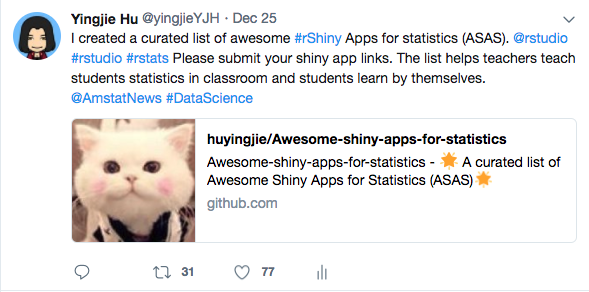 Yingjie Hu @yingjieYJH · Dec 25
I created a curated list of awesome #rShiny Apps for statistics (ASAS). @rstudio
#rstudio #rstats Please submit your shiny app links. The list helps teachers teach
students statistics in classroom and students learn by themselves.
@AmstatNews #DataScience
huyingjie/Awesome-shiny-apps-for-statistics
Awesome-shiny-apps-for-statistics - 🌟 A curated list of
Awesome Shiny Apps for Statistics (ASAS) 🌟
github.com
31 77